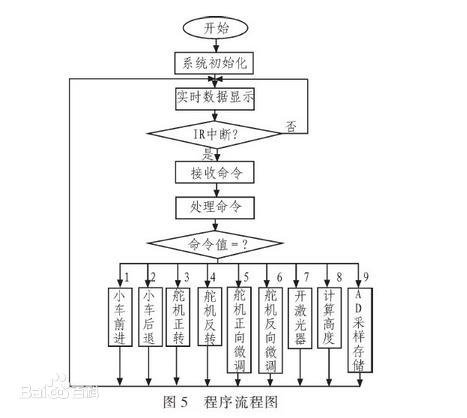 开始
系统初始化
实时数据显示
IR中断?
否
是
接收命令
处理命令
命令值=?
1 2 3 4 5 6 7 8 9
小车前进
小车后退
舵机正转
舵机反转
舵机正向微调
舵机反向微调
开激光器
计算高度
AD采样存储
Bai百科
图5 程序流程图